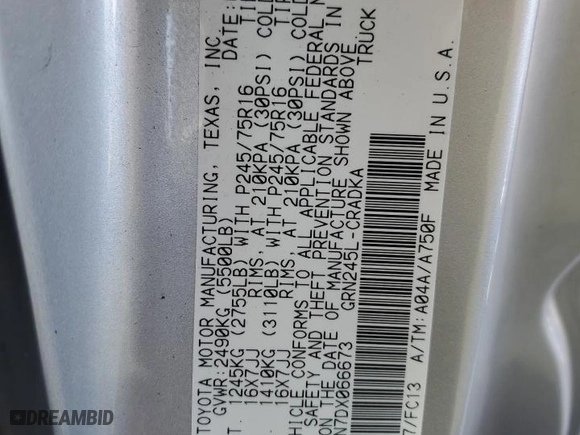 TOYOTA MOTOR MANUFACTURING, TEXAS, INC. DATE:
GVWR:2490KG (5500LB)
1245KG (2755LB) WITH P245/75R16
16X7JJ RIMS, AT 210KPA (30PSI) COLD
1410KG (3110LB) WITH P245/75R16
16X7JJ RIMS, AT 210KPA (30PSI) COLD
HICLE CONFORMS TO ALL APPLICABLE FEDERAL
SAFETY AND THEFT PREVENTION STANDARDS IN
ON THE DATE OF MANUFACTURE SHOWN ABOVE
N7DX066673 GRN245L-CRADKA TRUCK
7/FC13 A/TM:A04A/A750F MADE IN U.S.A.
DREAMBID